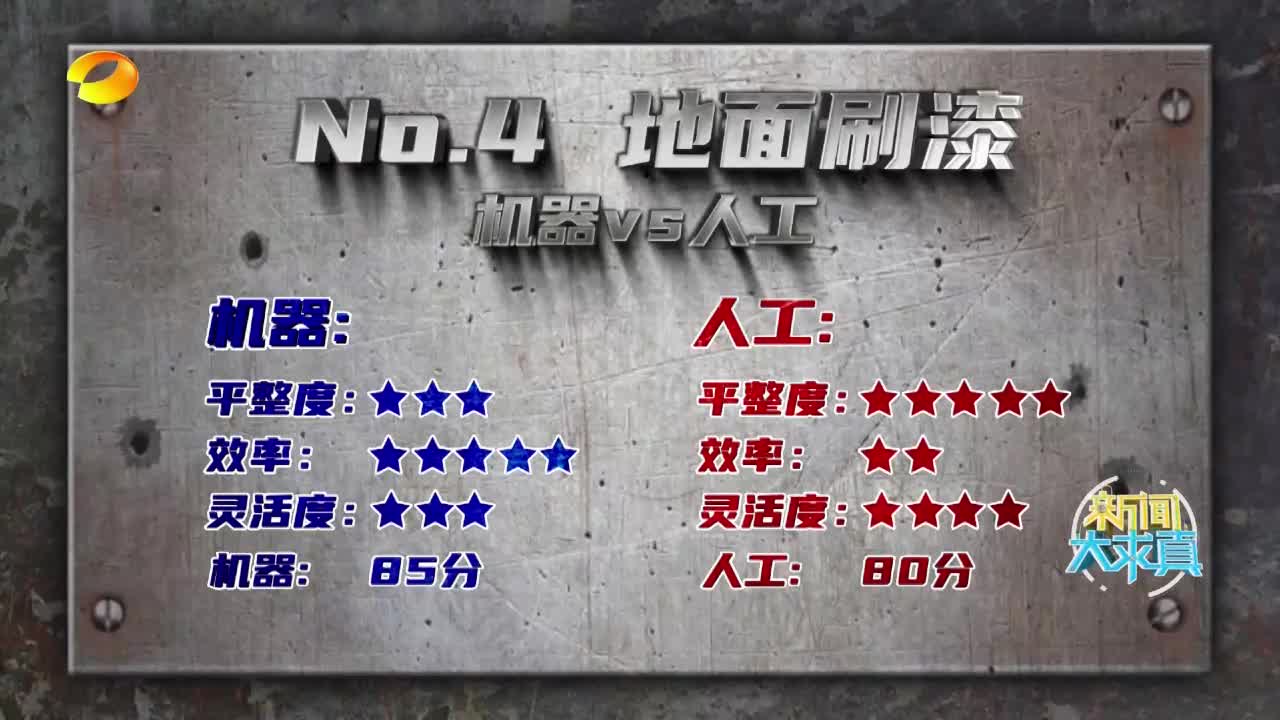 No.4 地面刷漆
机器vs人工
机器:
平整度:★★★
效率: ★★★★★
灵活度:★★★
机器: 85分
人工:
平整度:★★★★★
效率: ★★
灵活度:★★★★
人工: 80分
新闻
大求真